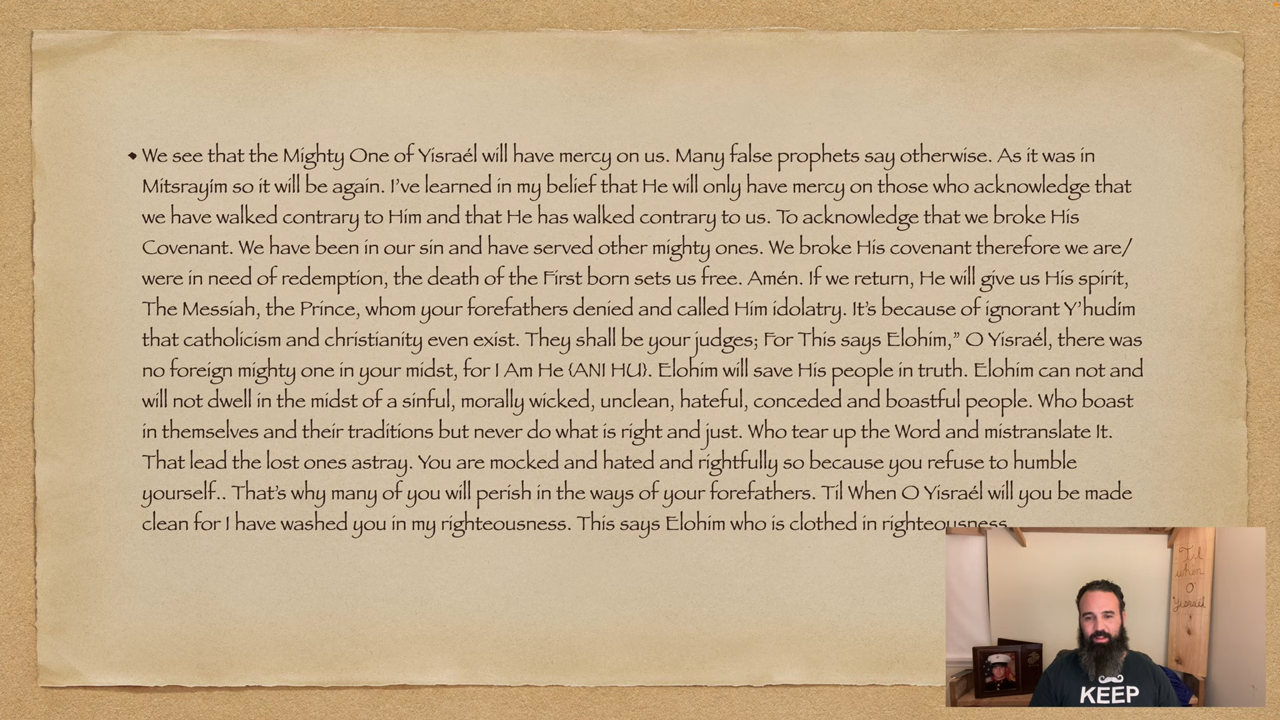 • We see that the Mighty One of Yisraél will have mercy on us. Many false prophets say otherwise. As it was in
Mitsrayim so it will be again. I've learned in my belief that He will only have mercy on those who acknowledge that
we have walked contrary to Him and that He has walked contrary to us. To acknowledge that we broke His
Covenant. We have been in our sin and have served other mighty ones. We broke His covenant therefore we are/
were in need of redemption, the death of the First born sets us free. Amén. If we return, He will give us His spirit,
The Messiah, the Prince, whom your forefathers denied and called Him idolatry. It's because of ignorant Y'hudim
that catholicism and christianity even exist. They shall be your judges; For This says Elohim,” O Yisraél, there was
no foreign mighty one in your midst, for I Am He (ANI HU). Elohim will save His people in truth. Elohim can not and
will not dwell in the midst of a sinful, morally wicked, unclean, hateful, conceded and boastful people. Who boast
in themselves and their traditions but never do what is right and just. Who tear up the Word and mistranslate It.
That lead the lost ones astray. You are mocked and hated and rightfully so because you refuse to humble
yourself.. That's why many of you will perish in the ways of your forefathers. Til When O Yisraél will you be made
clean for I have washed you in my righteousness. This says Elohim who is clothed in righteousness.
Til
when
O'
Yisraél
KEEP